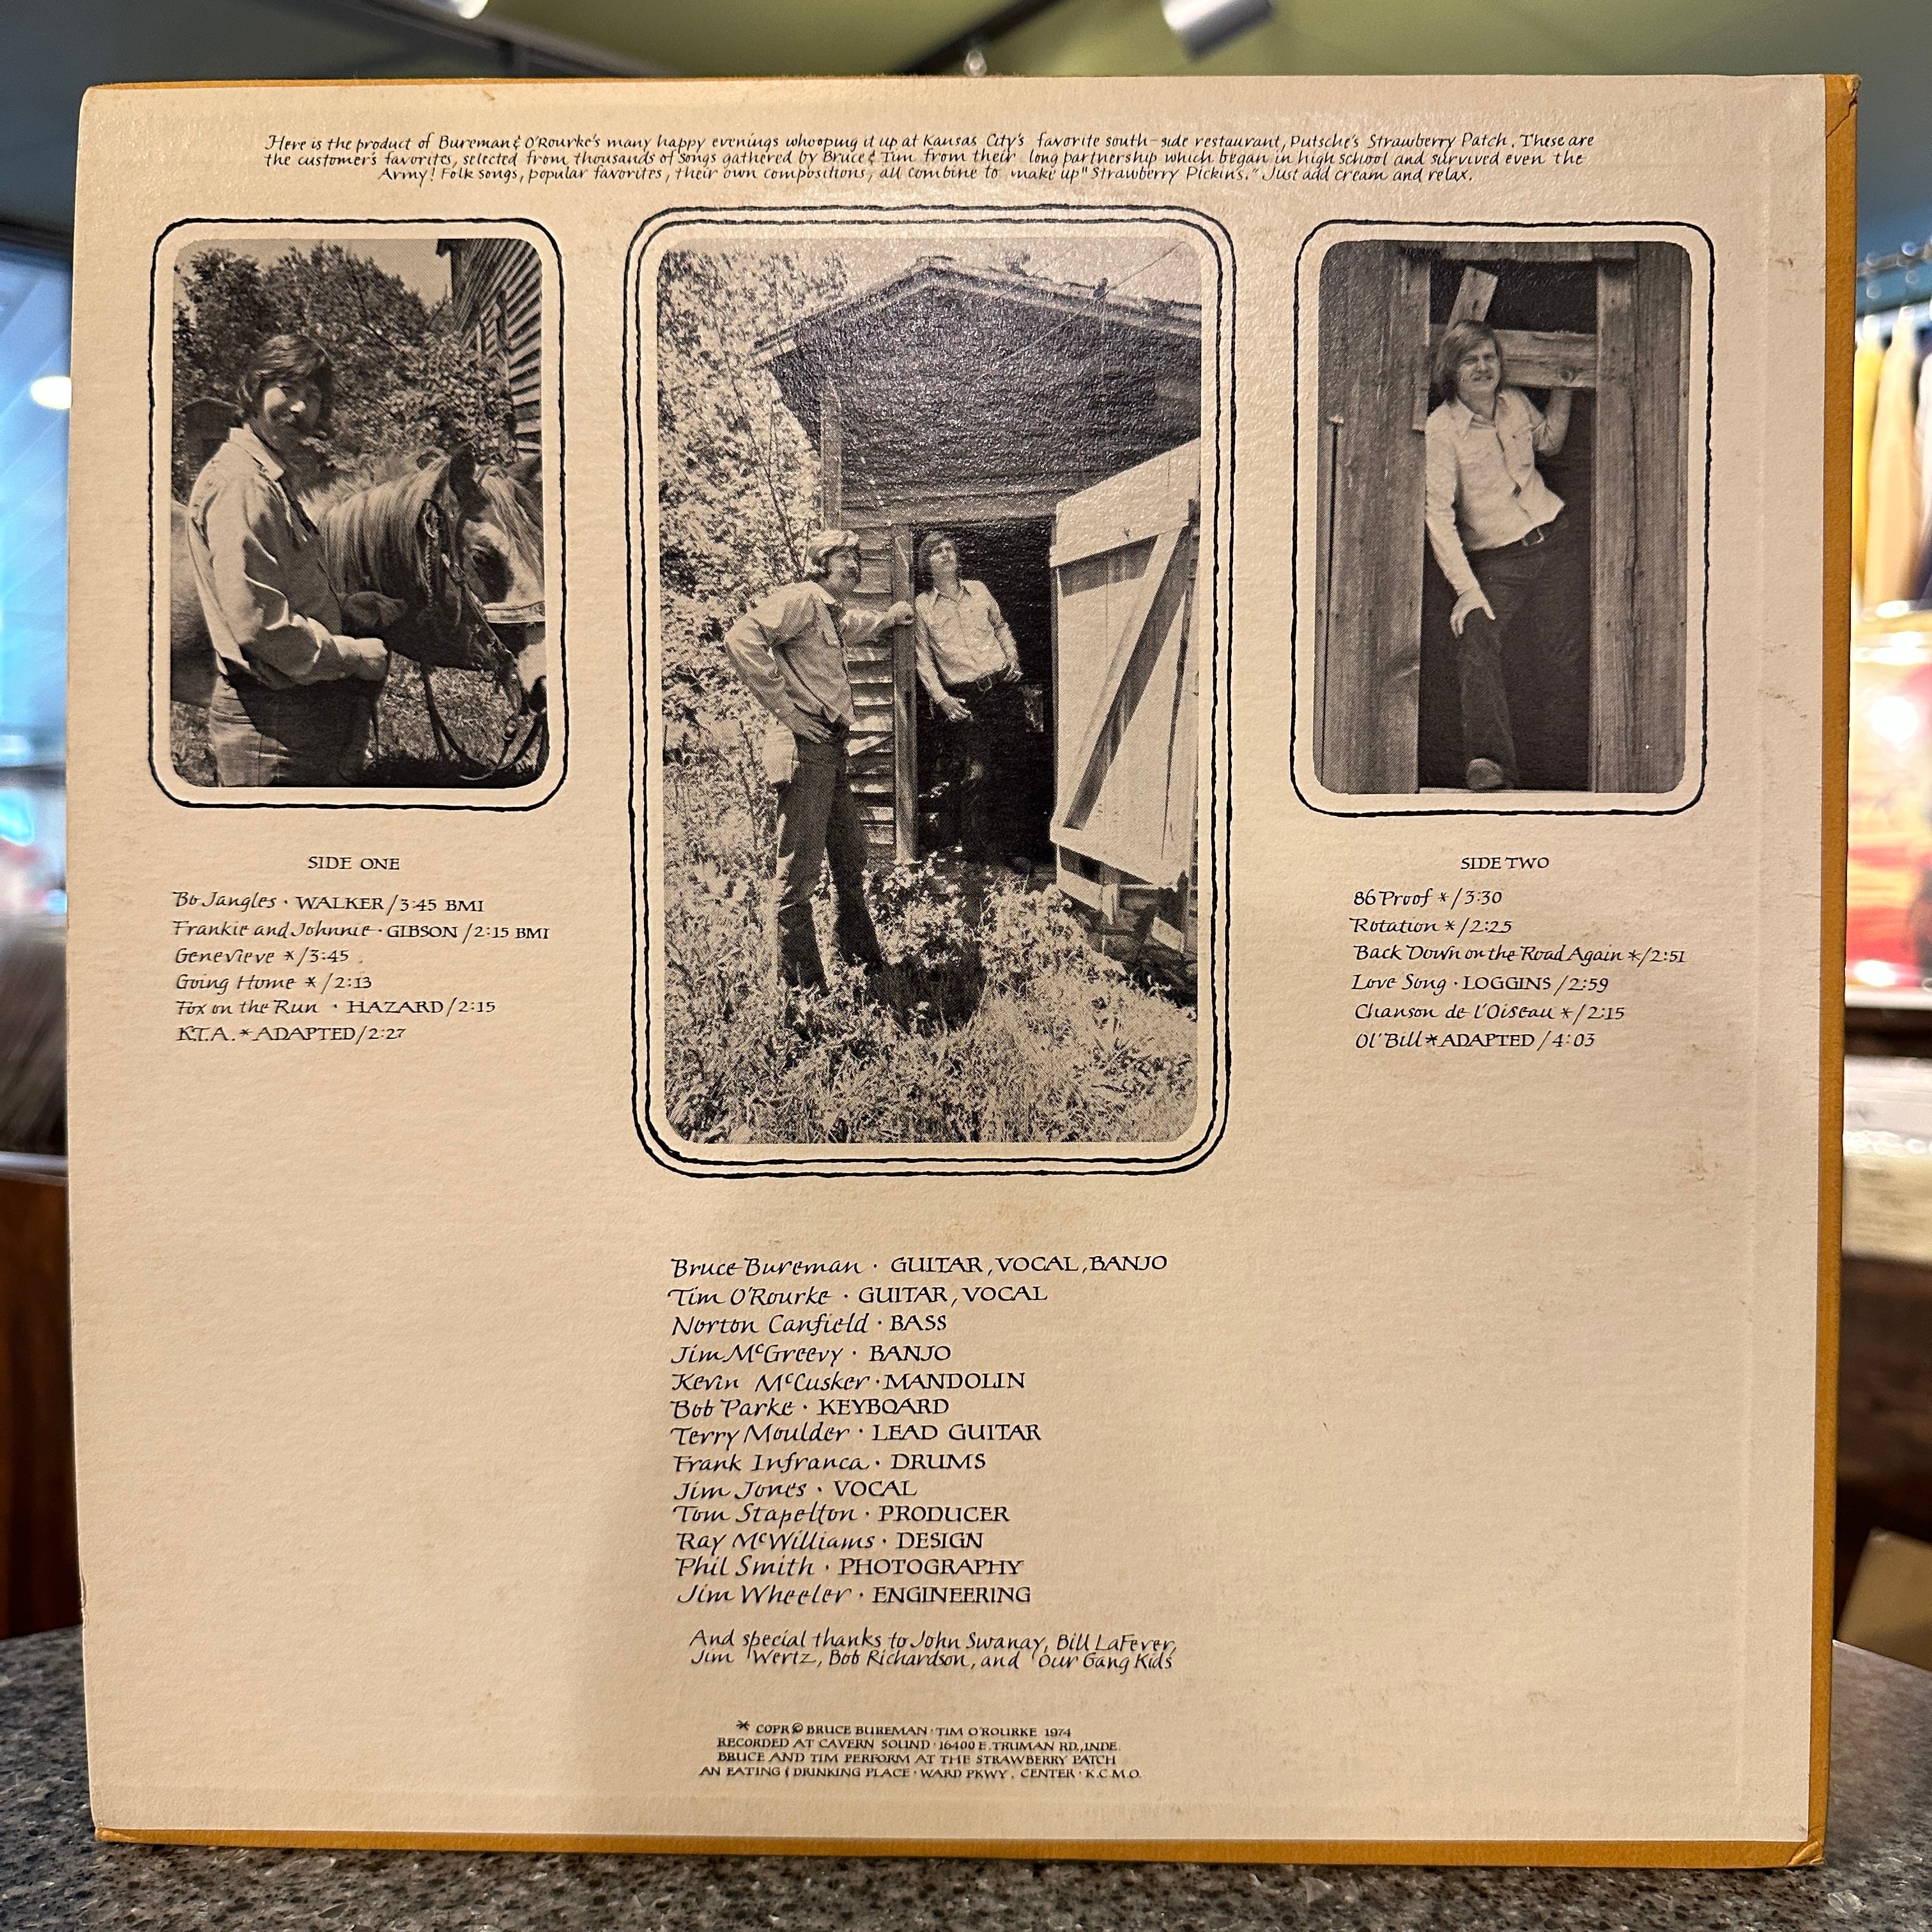 Here is the product of Bureman & O'Rourke's many happy evenings whooping it up at Kansas City's favorite south-side restaurant, Putsche's Strawberry Patch. These are
the customer's favorites, selected from thousands of songs gathered by Bruce & Tim from their long partnership which began in high school and survived even the
Army! Folk songs, popular favorites, their own compositions, all combine to make up "Strawberry Pickin's." Just add cream and relax.
SIDE ONE
Bo Jangles · WALKER/3:45 BMI
Frankie and Johnnie · GIBSON/2:15 BMI
Genevieve */3:45
Going Home */2:13
Fox on the Run · HAZARD/2:15
K.T.A. * ADAPTED/2:27
SIDE TWO
86 Proof */3:30
Rotation */2:25
Back Down on the Road Again */2:51
Love Song · LOGGINS/2:59
Chanson de l'Oiseau */2:15
Ol' Bill * ADAPTED/4:03
Bruce Bureman · GUITAR, VOCAL, BANJO
Tim O'Rourke · GUITAR, VOCAL
Norton Canfield · BASS
Jim McGreevy · BANJO
Kevin McCusker · MANDOLIN
Bob Parke · KEYBOARD
Terry Moulder · LEAD GUITAR
Frank Infranca · DRUMS
Jim Jones · VOCAL
Tom Stapelton · PRODUCER
Ray McWilliams · DESIGN
Phil Smith · PHOTOGRAPHY
Jim Wheeler · ENGINEERING
And special thanks to John Swanay, Bill LaFever,
Jim Wertz, Bob Richardson, and Our Gang Kids
* COPR © BRUCE BUREMAN · TIM O'ROURKE 1974
RECORDED AT CAVERN SOUND · 16400 E. TRUMAN RD., INDE.
BRUCE AND TIM PERFORM AT THE STRAWBERRY PATCH
AN EATING & DRINKING PLACE · WARD PKWY. CENTER · K.C.M.O.